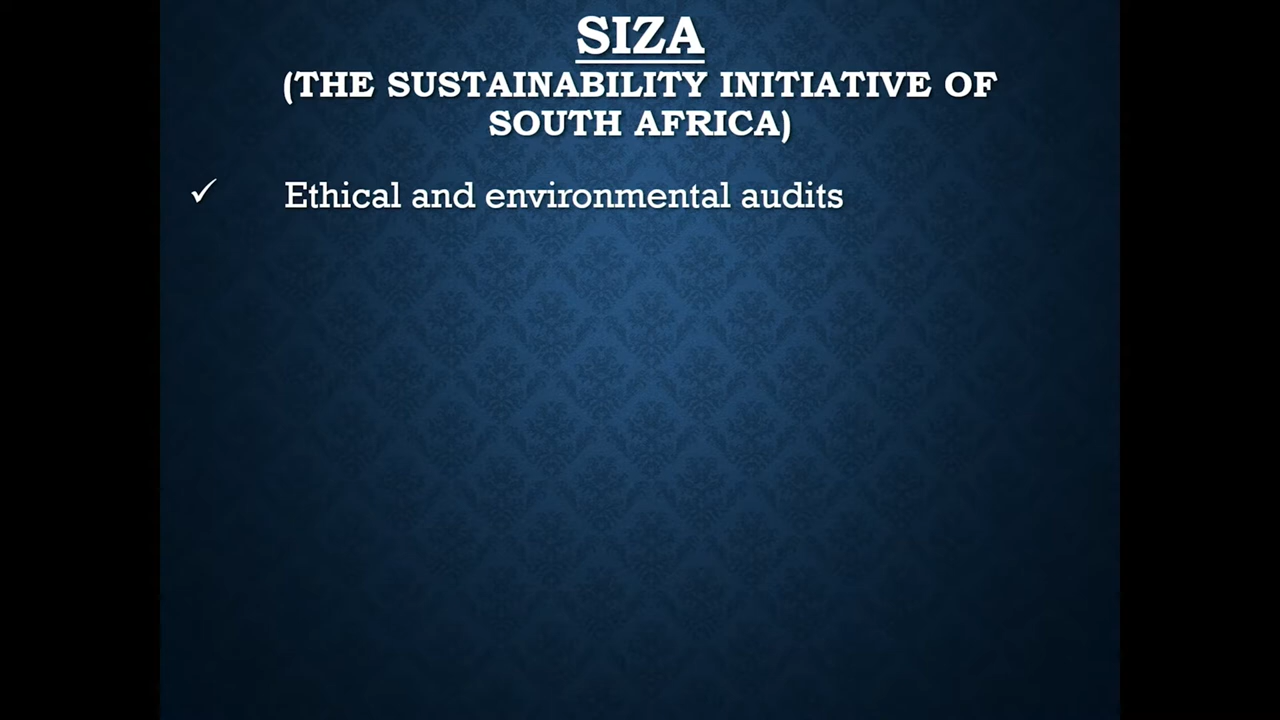 SIZA
(THE SUSTAINABILITY INITIATIVE OF
SOUTH AFRICA)
✓ Ethical and environmental audits